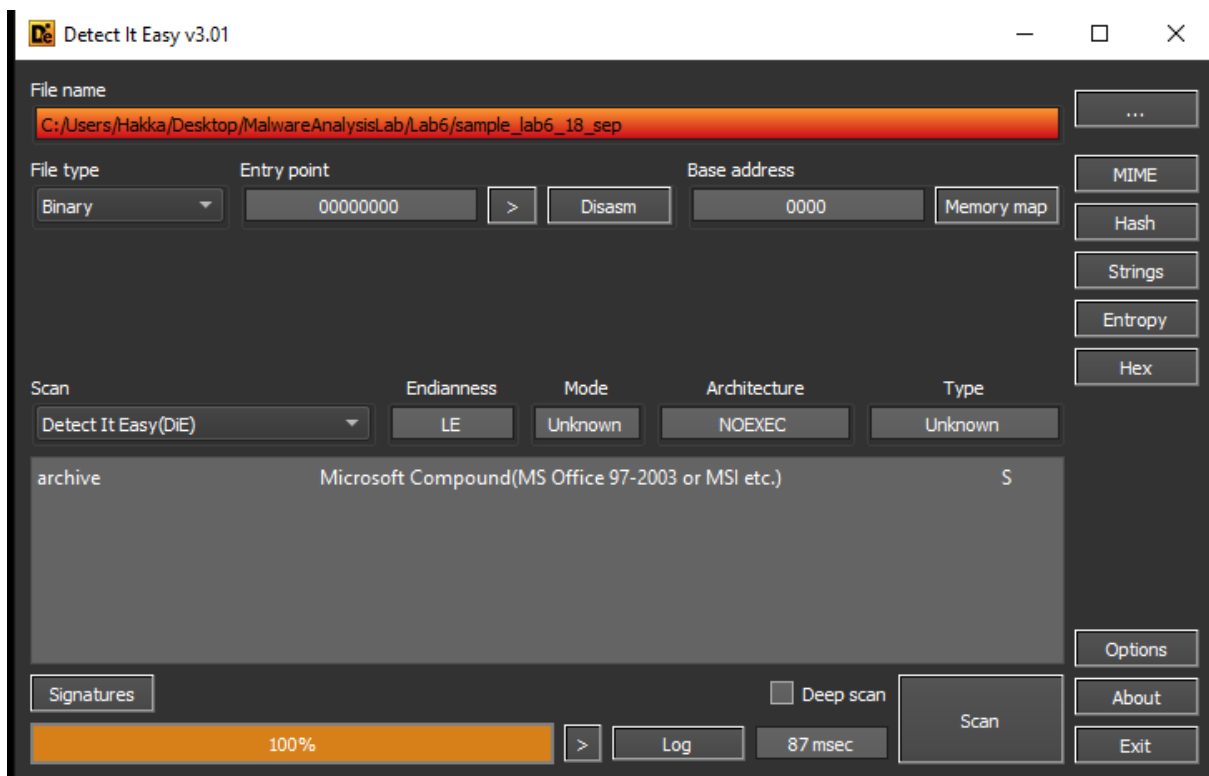 Detect It Easy v3.01
File name
C:/Users/Hakka/Desktop/MalwareAnalysisLab/Lab6/sample_lab6_18_sep
...
File type Entry point Base address
Binary 00000000 > Disasm 0000 Memory map
MIME
Hash
Strings
Entropy
Hex
Scan Endianness Mode Architecture Type
Detect It Easy(DiE) LE Unknown NOEXEC Unknown
archive Microsoft Compound(MS Office 97-2003 or MSI etc.) S
Options
Signatures Deep scan Scan About
100% > Log 87 msec Exit